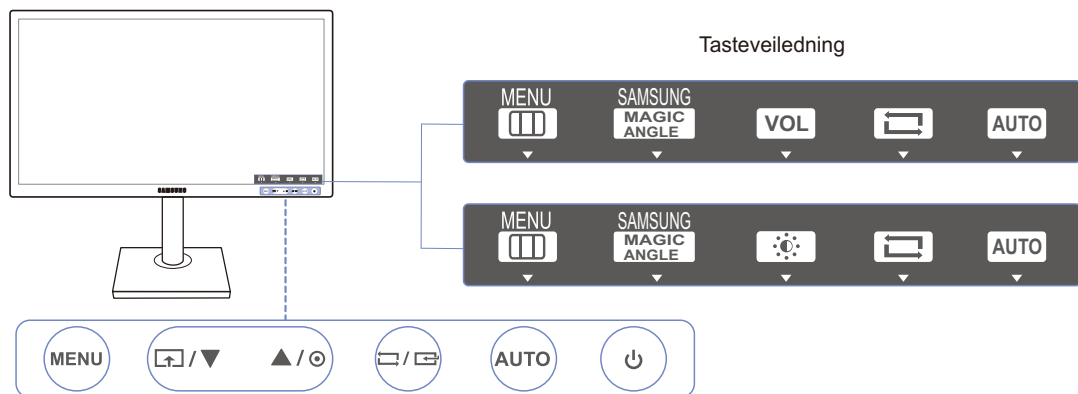 Tasteveiledning
MENU SAMSUNG
MAGIC
ANGLE VOL AUTO
MENU SAMSUNG
MAGIC
ANGLE AUTO
SAMSUNG
MENU / / / AUTO